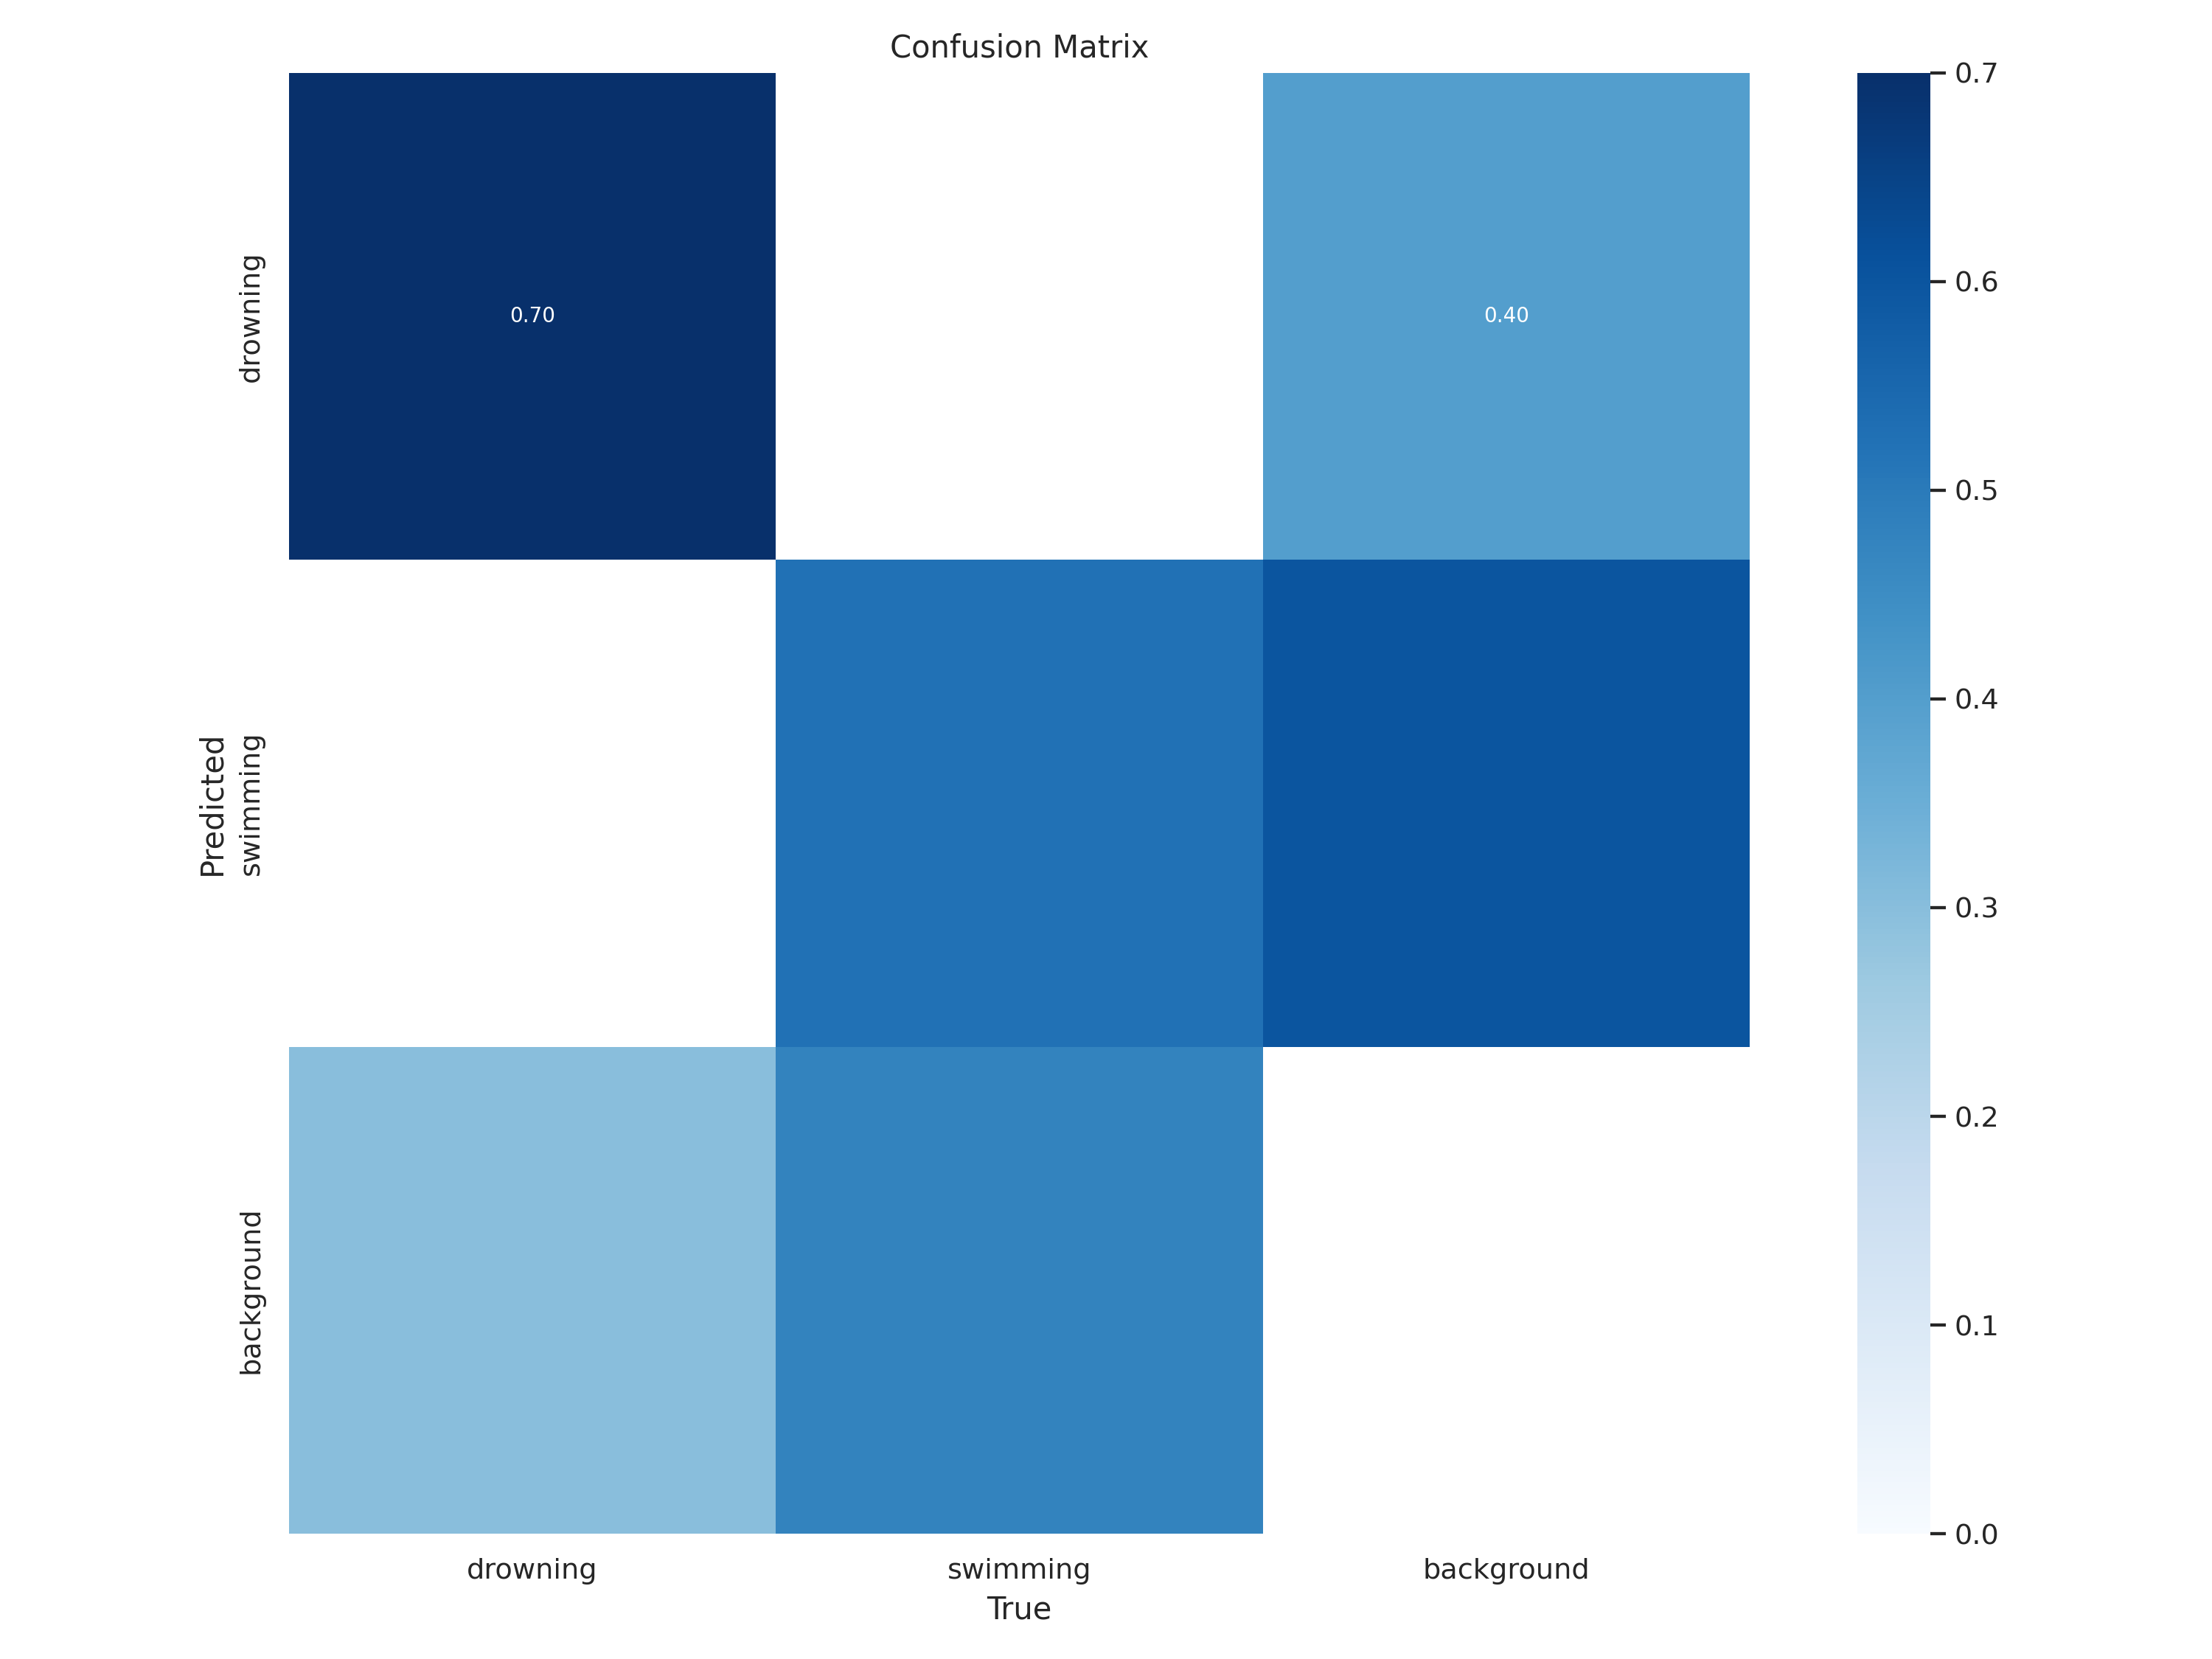 Confusion Matrix
0.70
0.40
drowning
swimming
background
Predicted
drowning
swimming
background
True
0.7
0.6
0.5
0.4
0.3
0.2
0.1
0.0